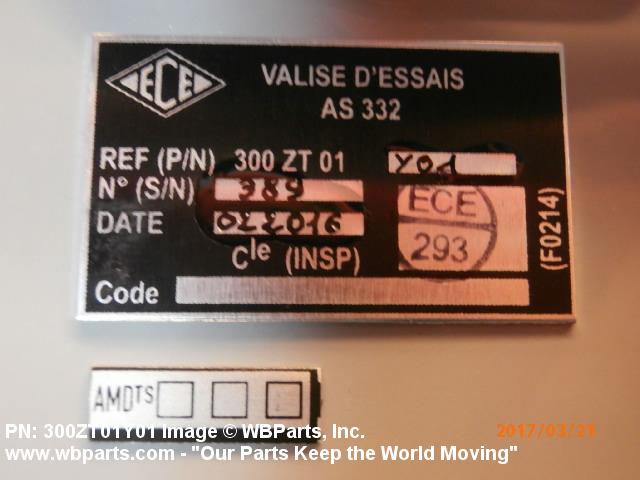 ECE
VALISE D'ESSAIS
AS 332
REF (P/N) 300 ZT 01 Y01
N° (S/N) 389
DATE 022016
ECE
293
(F0214)
Cle (INSP)
Code
AMDTS
PN: 300ZT01Y01 Image © WBParts, Inc.
2017/03/21
www.wbparts.com - "Our Parts Keep the World Moving"